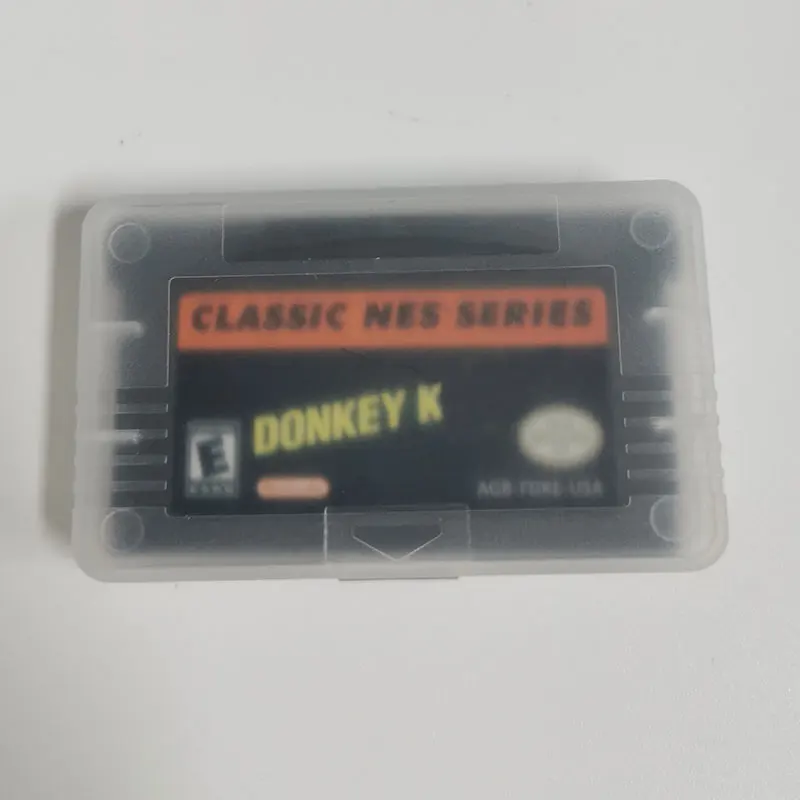 CLASSIC NES SERIES
DONKEY K
E
AGB-FDKE-USA